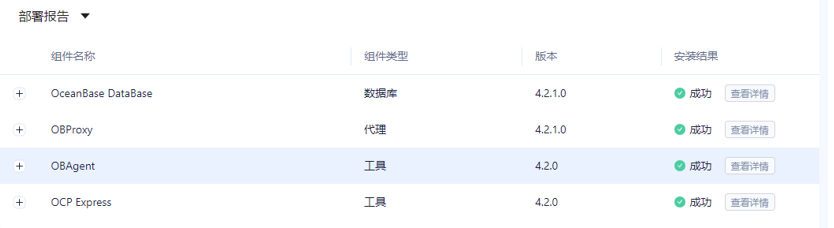 部署报告
组件名称 组件类型 版本 安装结果
OceanBase DataBase 数据库 4.2.1.0 成功 查看详情
OBProxy 代理 4.2.1.0 成功 查看详情
OBAgent 工具 4.2.0 成功 查看详情
OCP Express 工具 4.2.0 成功 查看详情